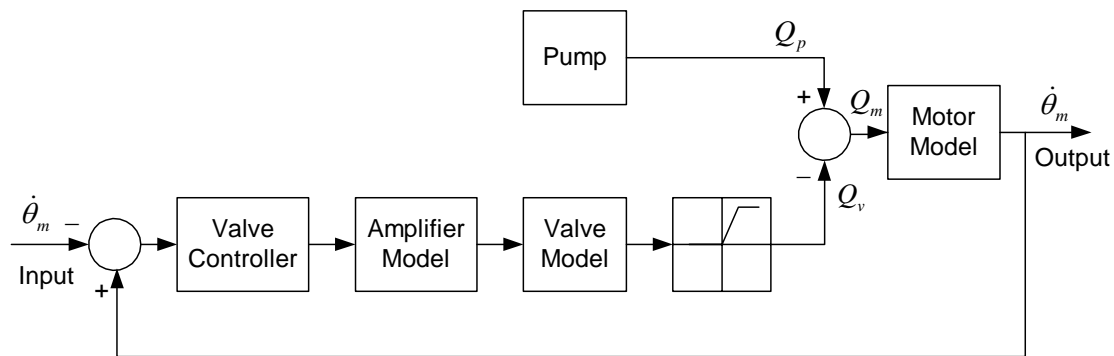 Pump
Q_p
+
Q_m
Motor
Model
θ̇_m
Output
−
Q_v
θ̇_m
−
Input
+
Valve
Controller
Amplifier
Model
Valve
Model